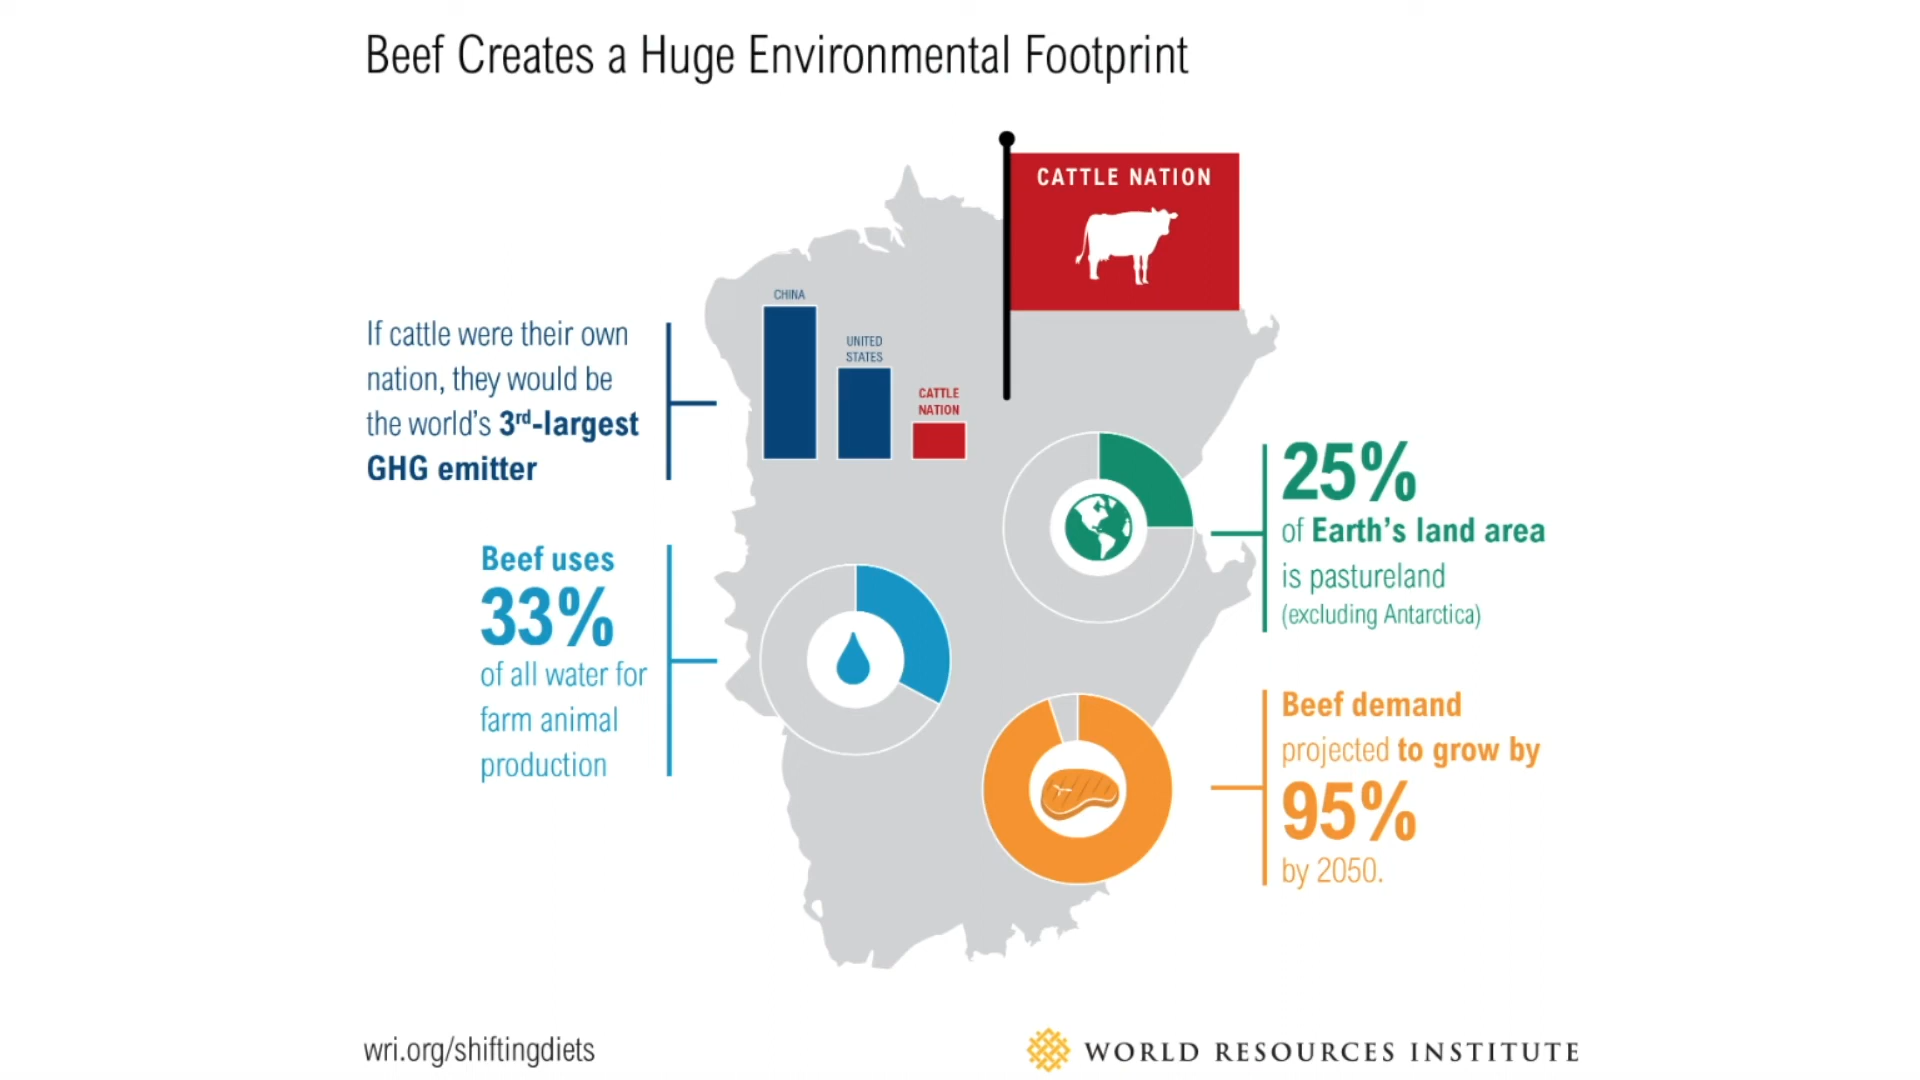 Beef Creates a Huge Environmental Footprint
CATTLE NATION
CHINA
UNITED
STATES
CATTLE
NATION
If cattle were their own
nation, they would be
the world's 3rd-largest
GHG emitter
25%
of Earth's land area
is pastureland
(excluding Antarctica)
Beef uses
33%
of all water for
farm animal
production
Beef demand
projected to grow by
95%
by 2050.
wri.org/shiftingdiets
WORLD RESOURCES INSTITUTE